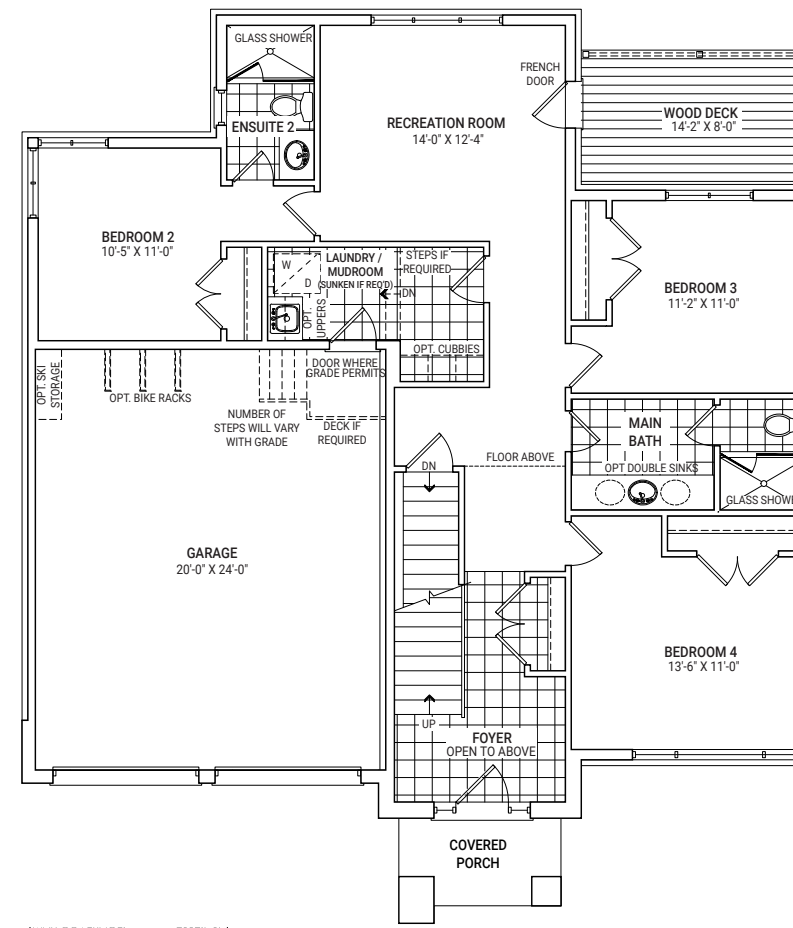 GLASS SHOWER
FRENCH
DOOR
WOOD DECK
14'-2" X 8'-0"
ENSUITE 2
RECREATION ROOM
14'-0" X 12'-4"
BEDROOM 2
10'-5" X 11'-0"
W
D
LAUNDRY /
MUDROOM
(SUNKEN IF REQ'D)
STEPS IF
REQUIRED
DN
OPT.
UPPERS
OPT. CUBBIES
BEDROOM 3
11'-2" X 11'-0"
OPT. SKI
STORAGE
OPT. BIKE RACKS
DOOR WHERE
GRADE PERMITS
NUMBER OF
STEPS WILL VARY
WITH GRADE
DECK IF
REQUIRED
MAIN
BATH
OPT DOUBLE SINKS
GLASS SHOWE
FLOOR ABOVE
DN
GARAGE
20'-0" X 24'-0"
BEDROOM 4
13'-6" X 11'-0"
UP
FOYER
OPEN TO ABOVE
COVERED
PORCH